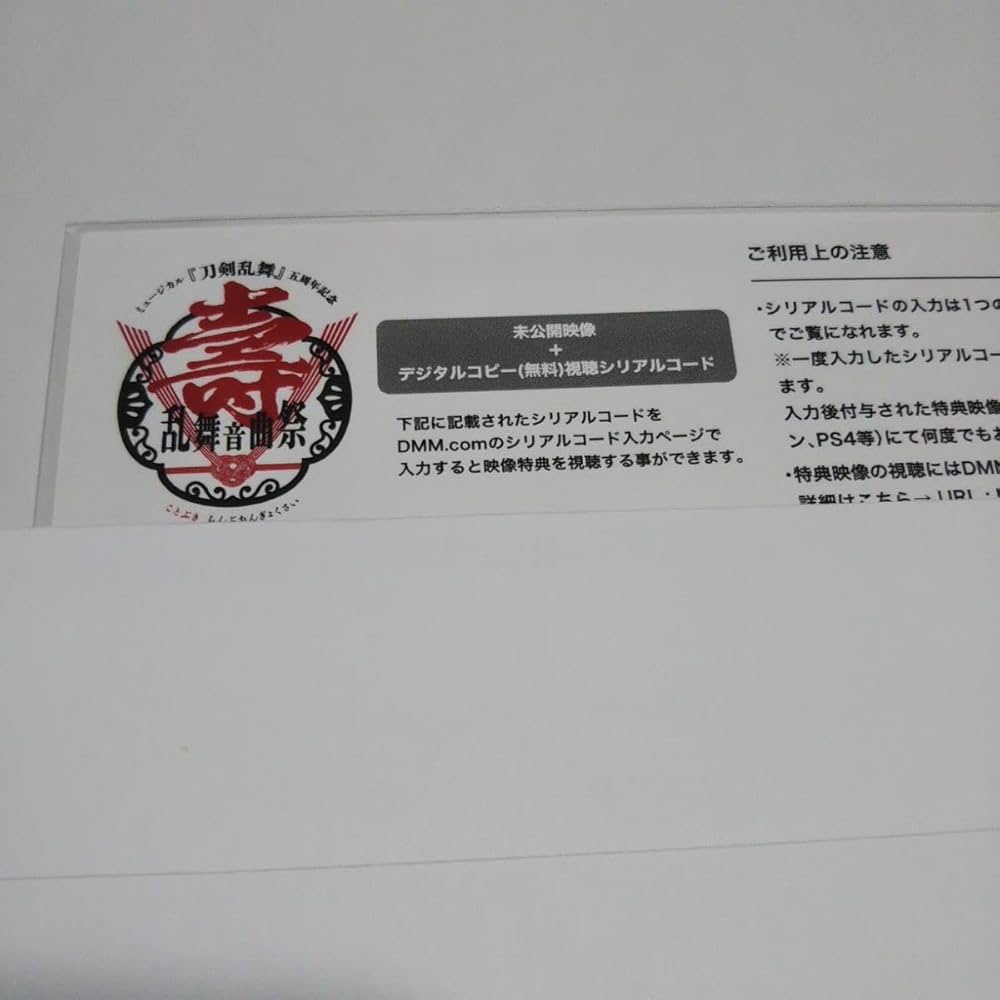 ミュージカル『刀剣乱舞』五周年記念
壽
乱舞音曲祭
ことぶき らんぶおんぎょくさい
未公開映像
+
デジタルコピー(無料)視聴シリアルコード
下記に記載されたシリアルコードを
DMM.comのシリアルコード入力ページで
入力すると映像特典を視聴する事ができます。
ご利用上の注意
・シリアルコードの入力は1つの
でご覧になれます。
※一度入力したシリアルコー
ます。
入力後付与された特典映像
ン、PS4等)にて何度でも
・特典映像の視聴にはDMM
詳細はこちら→ URL: